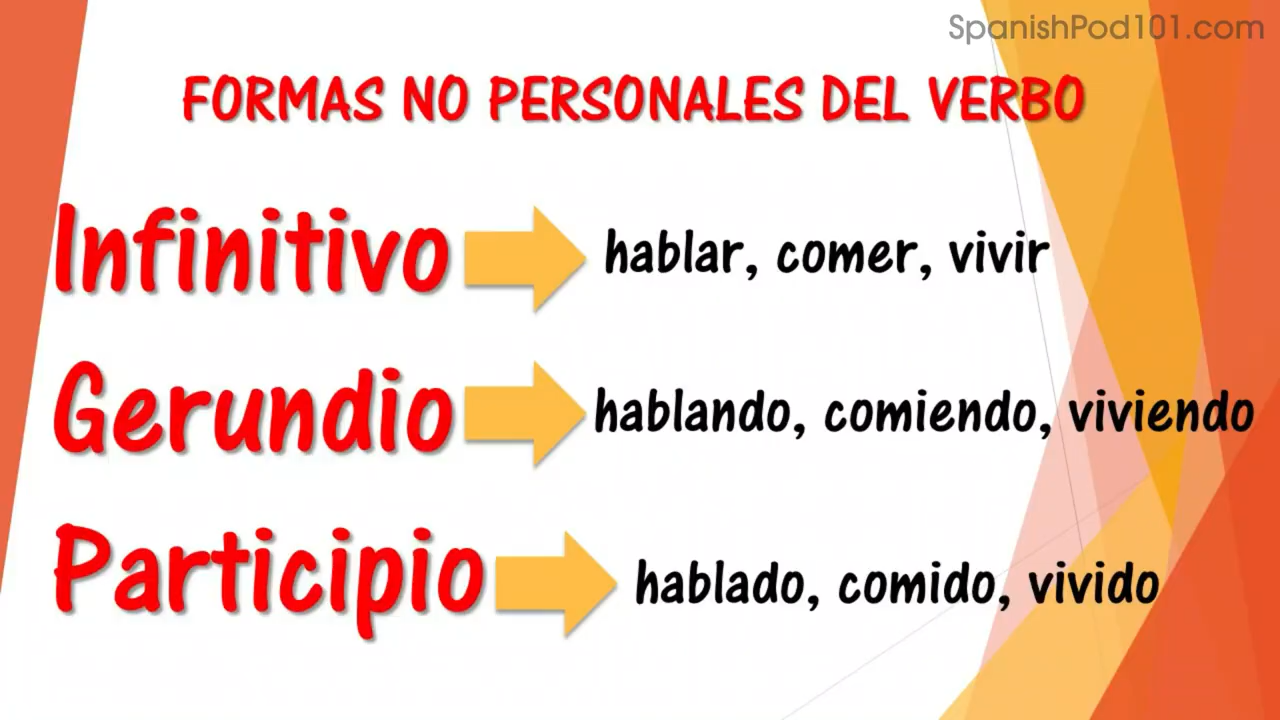 SpanishPod101.com
FORMAS NO PERSONALES DEL VERBO
Infinitivo hablar, comer, vivir
Gerundio hablando, comiendo, viviendo
Participio hablado, comido, vivido